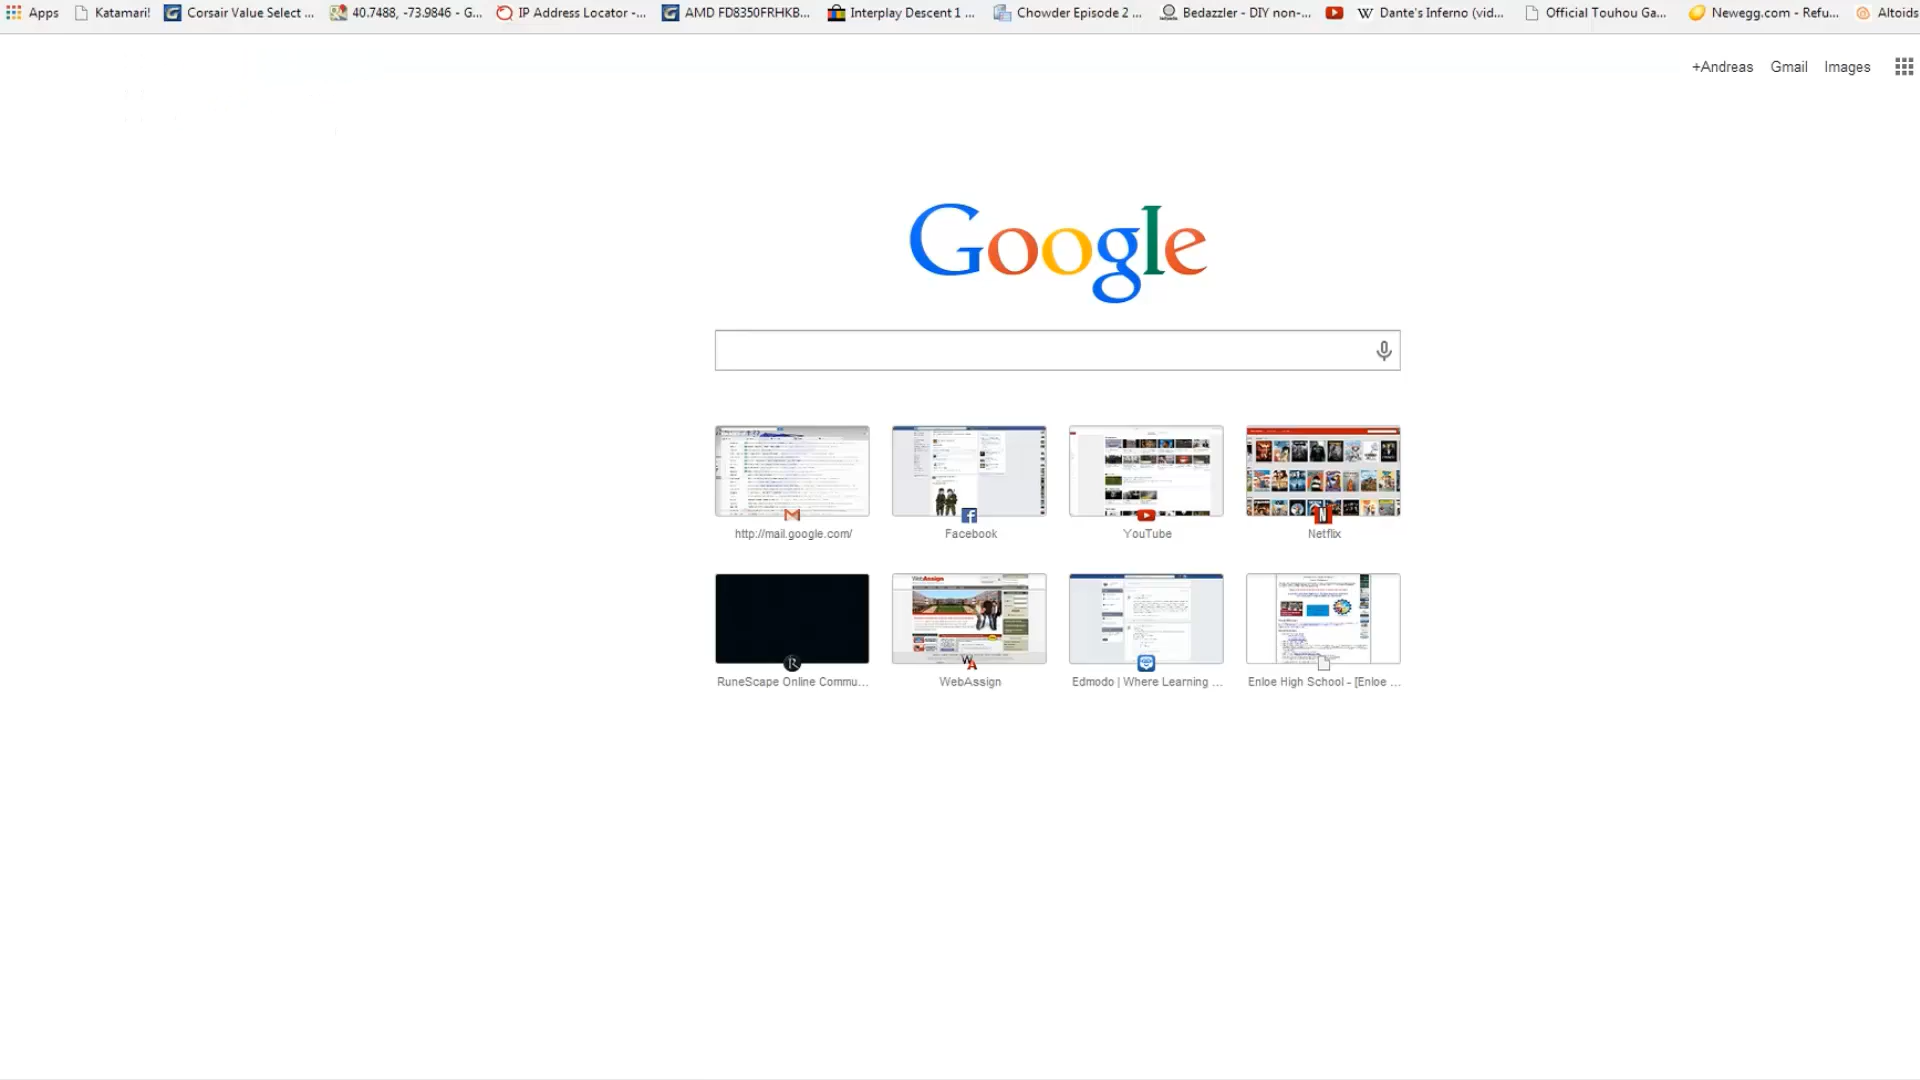 Apps Katamari! Corsair Value Select ... 40.7488, -73.9846 - G... IP Address Locator -... AMD FD8350FRHKB... Interplay Descent 1 ... Chowder Episode 2 ... Bedazzler - DIY non-... Dante's Inferno (vid... Official Touhou Ga... Newegg.com - Refu... Altoids
+Andreas Gmail Images
Google
http://mail.google.com/ Facebook YouTube Netflix
WebAssign
RuneScape Online Commu... WebAssign Edmodo | Where Learning ... Enloe High School - [Enloe ...